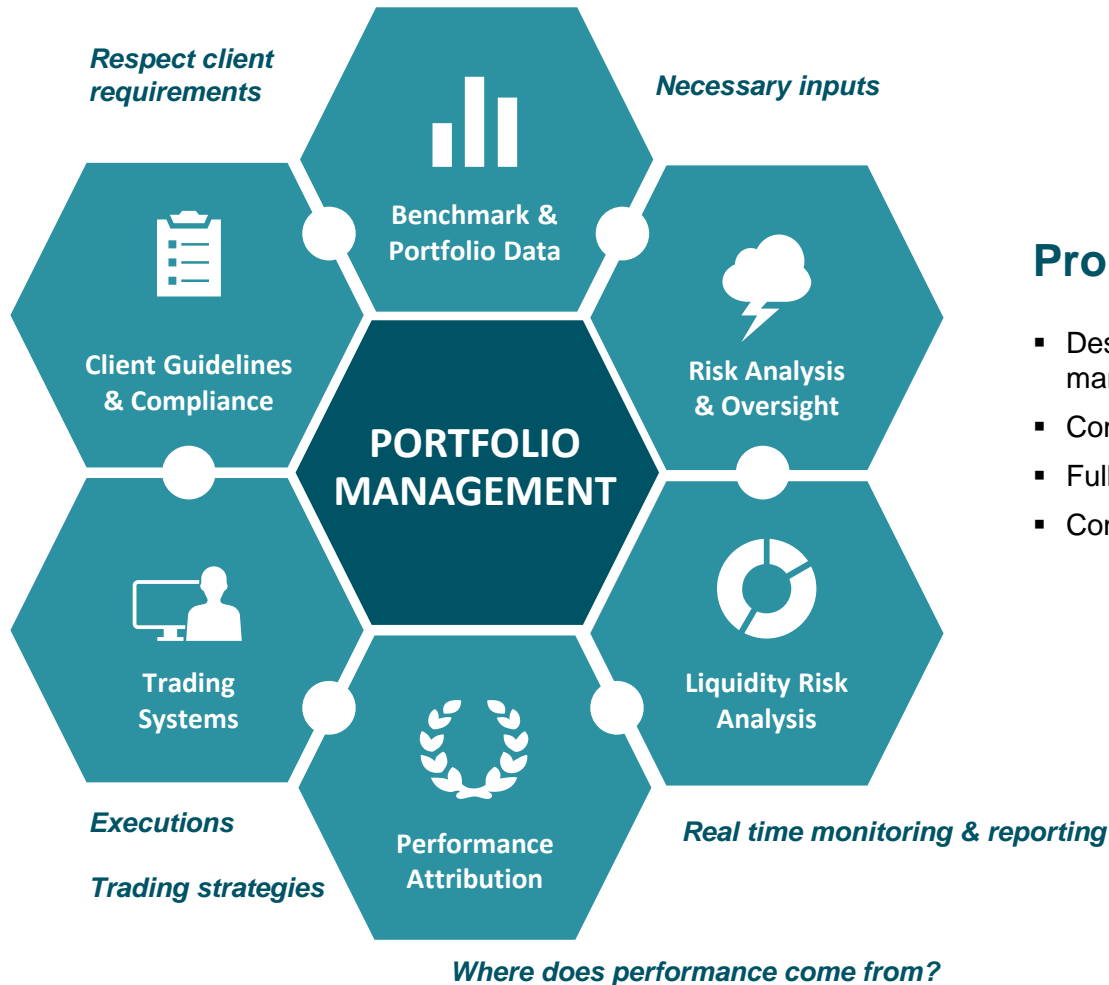 Respect client
requirements
Necessary inputs
Benchmark &
Portfolio Data
Client Guidelines
& Compliance
Risk Analysis
& Oversight
PORTFOLIO
MANAGEMENT
Trading
Systems
Liquidity Risk
Analysis
Performance
Attribution
Executions
Trading strategies
Real time monitoring & reporting
Where does performance come from?